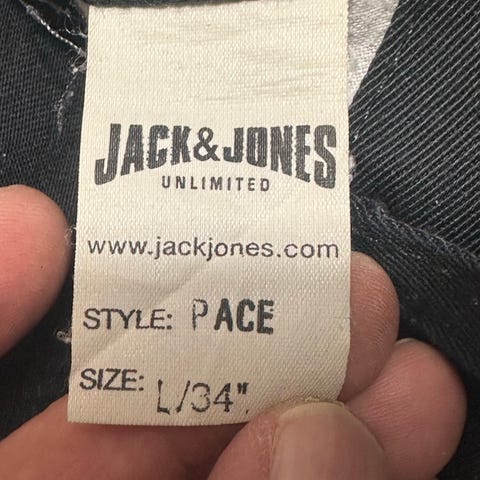 JACK&JONES
UNLIMITED
www.jackjones.com
STYLE: PACE
SIZE: L/34"